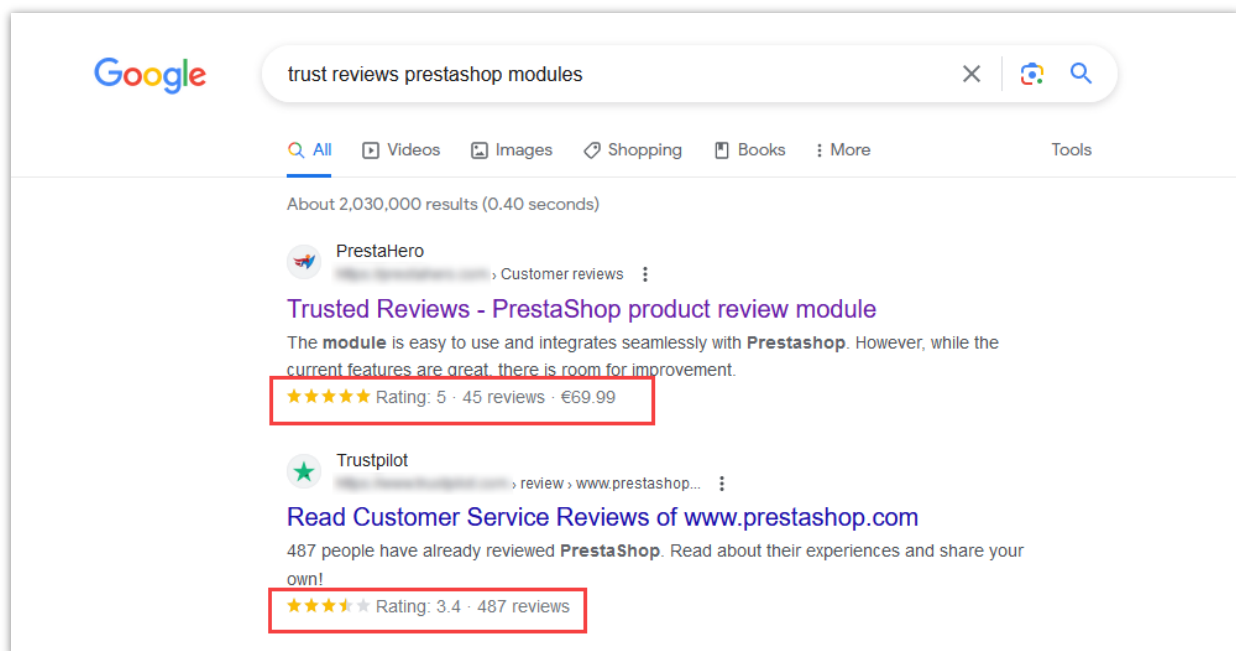 Google
trust reviews prestashop modules
All Videos Images Shopping Books More Tools
About 2,030,000 results (0.40 seconds)
PrestaHero
› Customer reviews
Trusted Reviews - PrestaShop product review module
The module is easy to use and integrates seamlessly with Prestashop. However, while the
current features are great, there is room for improvement.
Rating: 5 · 45 reviews · €69.99
Trustpilot
› review › www.prestashop...
Read Customer Service Reviews of www.prestashop.com
487 people have already reviewed PrestaShop. Read about their experiences and share your
own!
Rating: 3.4 · 487 reviews